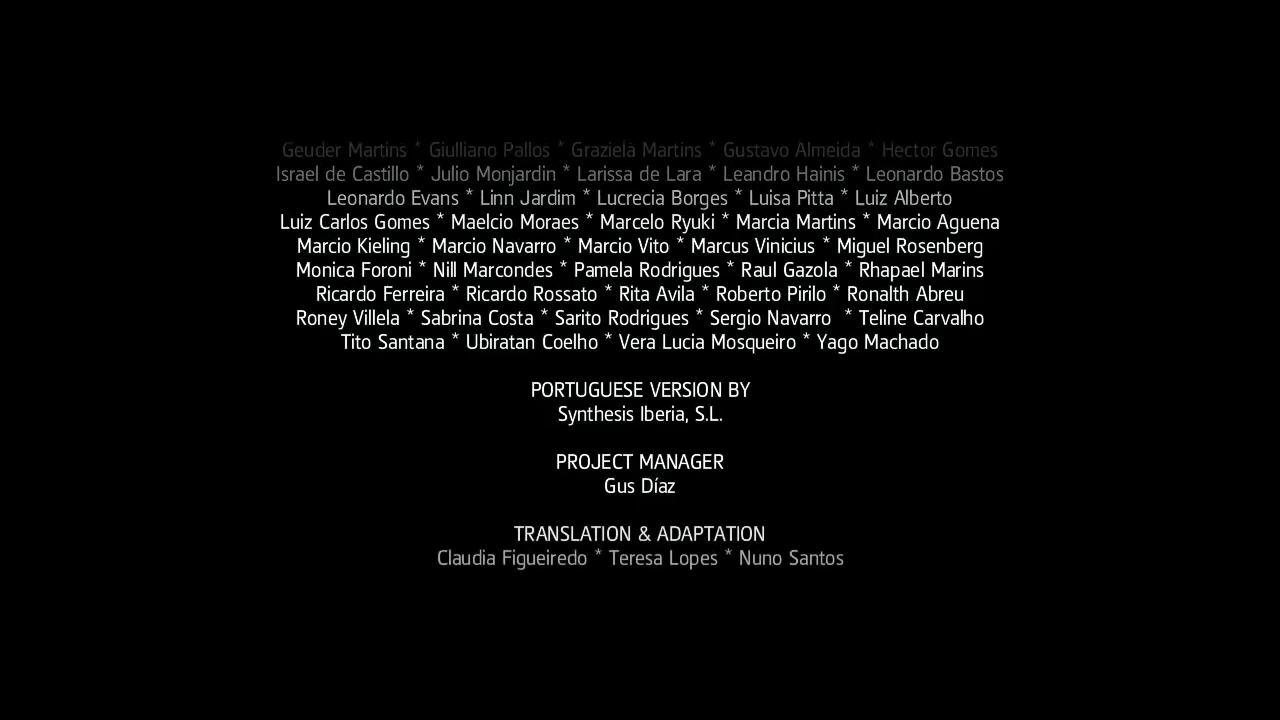 Geuder Martins * Giulliano Pallos * Graziela Martins * Gustavo Almeida * Hector Gomes
Israel de Castillo * Julio Monjardin * Larissa de Lara * Leandro Hainis * Leonardo Bastos
Leonardo Evans * Linn Jardim * Lucrecia Borges * Luisa Pitta * Luiz Alberto
Luiz Carlos Gomes * Maelcio Moraes * Marcelo Ryuki * Marcia Martins * Marcio Aguena
Marcio Kieling * Marcio Navarro * Marcio Vito * Marcus Vinicius * Miguel Rosenberg
Monica Foroni * Nill Marcondes * Pamela Rodrigues * Raul Gazola * Rhapael Marins
Ricardo Ferreira * Ricardo Rossato * Rita Avila * Roberto Pirilo * Ronalth Abreu
Roney Villela * Sabrina Costa * Sarito Rodrigues * Sergio Navarro * Teline Carvalho
Tito Santana * Ubiratan Coelho * Vera Lucia Mosqueiro * Yago Machado
PORTUGUESE VERSION BY
Synthesis Iberia, S.L.
PROJECT MANAGER
Gus Díaz
TRANSLATION & ADAPTATION
Claudia Figueiredo * Teresa Lopes * Nuno Santos